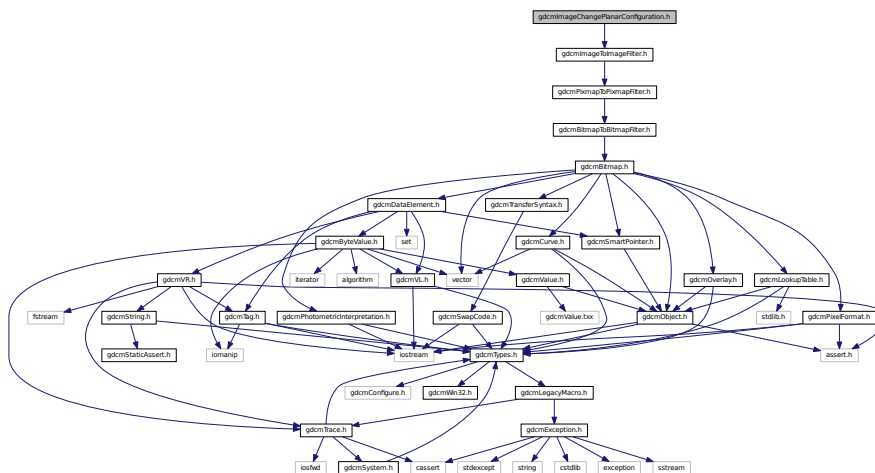 gdcmImageChangePlanarConfiguration.h
gdcmImageToImageFilter.h
gdcmPixmapToPixmapFilter.h
gdcmBitmapToBitmapFilter.h
gdcmBitmap.h
gdcmDataElement.h
gdcmTransferSyntax.h
gdcmByteValue.h
set
gdcmCurve.h
gdcmSmartPointer.h
gdcmVR.h
iterator
algorithm
gdcmVL.h
vector
gdcmValue.h
gdcmOverlay.h
gdcmLookupTable.h
fstream
gdcmString.h
gdcmTag.h
gdcmPhotometricInterpretation.h
gdcmSwapCode.h
gdcmValue.txx
gdcmObject.h
stdlib.h
gdcmPixelFormat.h
gdcmStaticAssert.h
iomanip
iostream
gdcmTypes.h
assert.h
gdcmConfigure.h
gdcmWin32.h
gdcmLegacyMacro.h
gdcmTrace.h
gdcmException.h
iosfwd
gdcmSystem.h
cassert
stdexcept
string
cstdlib
exception
sstream